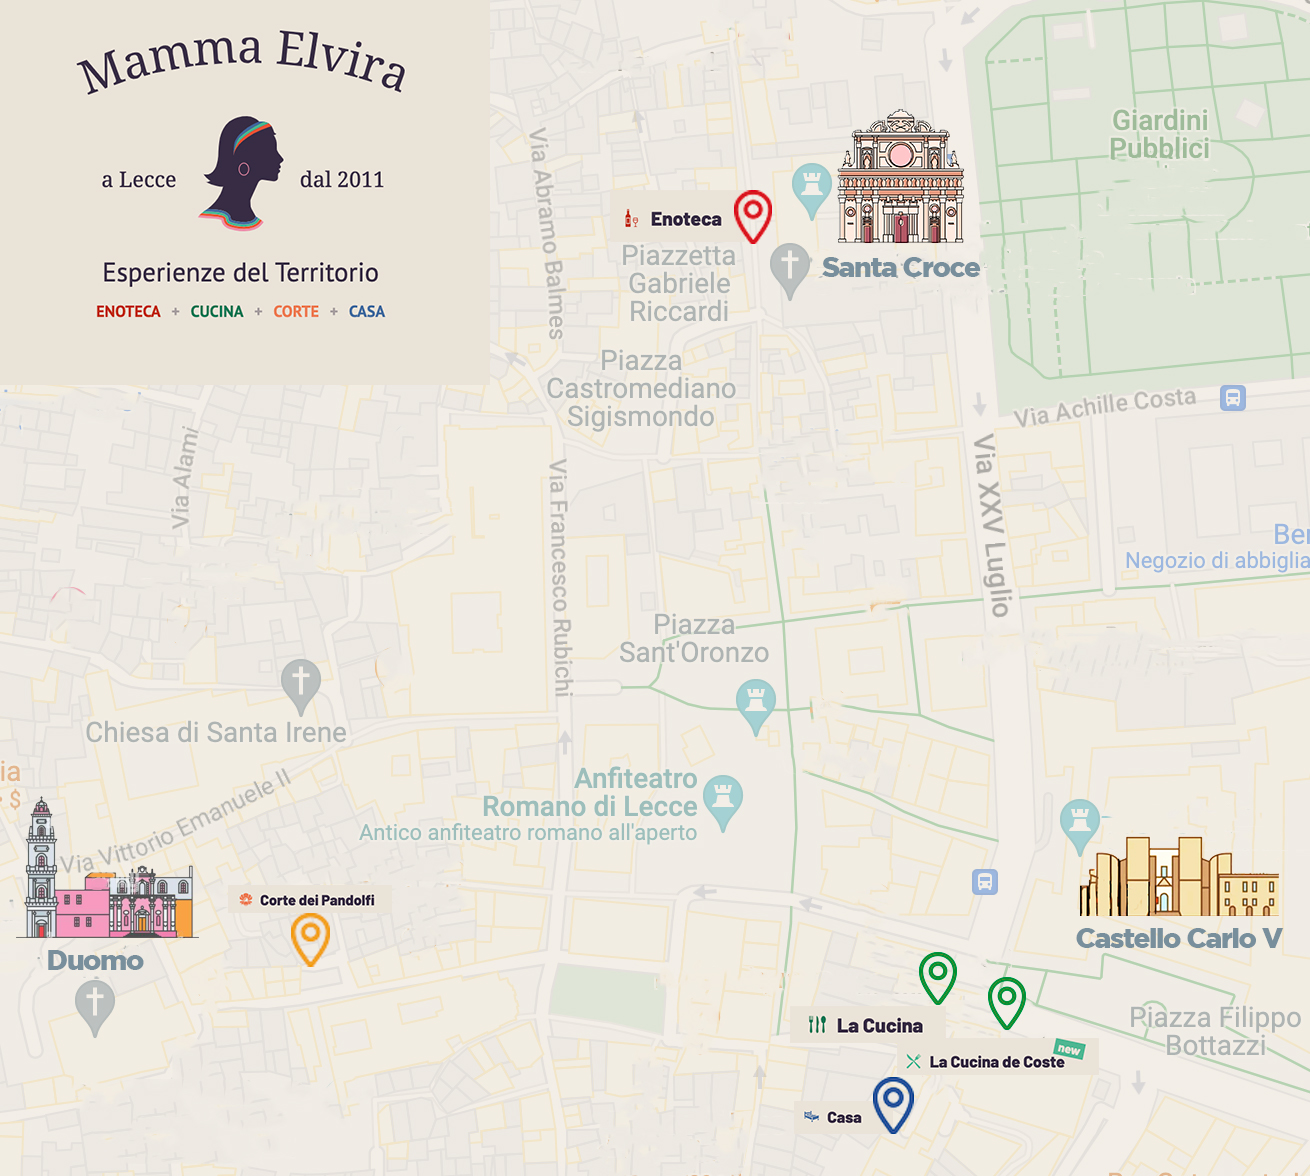 Mamma Elvira
a Lecce
dal 2011
Esperienze del Territorio
ENOTECA + CUCINA + CORTE + CASA
Giardini
Pubblici
Via Abramo Balmes
Enoteca
Santa Croce
Piazzetta
Gabriele
Riccardi
Piazza
Castromediano
Sigismondo
Via Achille Costa
Via Alami
Via Francesco Rubichi
Via XXV Luglio
Ber
Negozio di abbiglia
Piazza
Sant'Oronzo
Chiesa di Santa Irene
ia
$
Via Vittorio Emanuele II
Anfiteatro
Romano di Lecce
Antico anfiteatro romano all'aperto
Corte dei Pandolfi
Duomo
Castello Carlo V
La Cucina
Piazza Filippo
Bottazzi
new
La Cucina de Coste
Casa